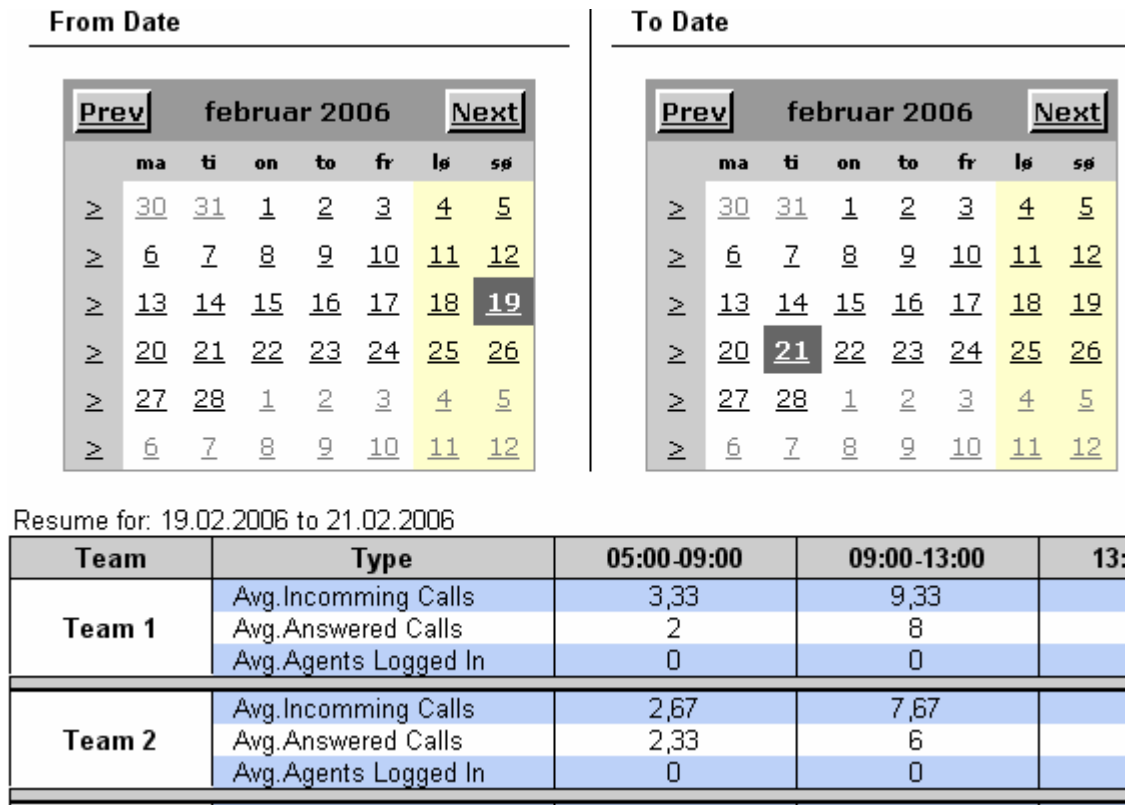 From Date
Prev februar 2006 Next
ma ti on to fr lø sø
> 30 31 1 2 3 4 5
> 6 7 8 9 10 11 12
> 13 14 15 16 17 18 19
> 20 21 22 23 24 25 26
> 27 28 1 2 3 4 5
> 6 7 8 9 10 11 12
To Date
Prev februar 2006 Next
ma ti on to fr lø sø
> 30 31 1 2 3 4 5
> 6 7 8 9 10 11 12
> 13 14 15 16 17 18 19
> 20 21 22 23 24 25 26
> 27 28 1 2 3 4 5
> 6 7 8 9 10 11 12
Resume for: 19.02.2006 to 21.02.2006
Team Type 05:00-09:00 09:00-13:00 13:
Team 1
Avg.Incomming Calls 3,33 9,33
Avg.Answered Calls 2 8
Avg.Agents Logged In 0 0
Team 2
Avg.Incomming Calls 2,67 7,67
Avg.Answered Calls 2,33 6
Avg.Agents Logged In 0 0